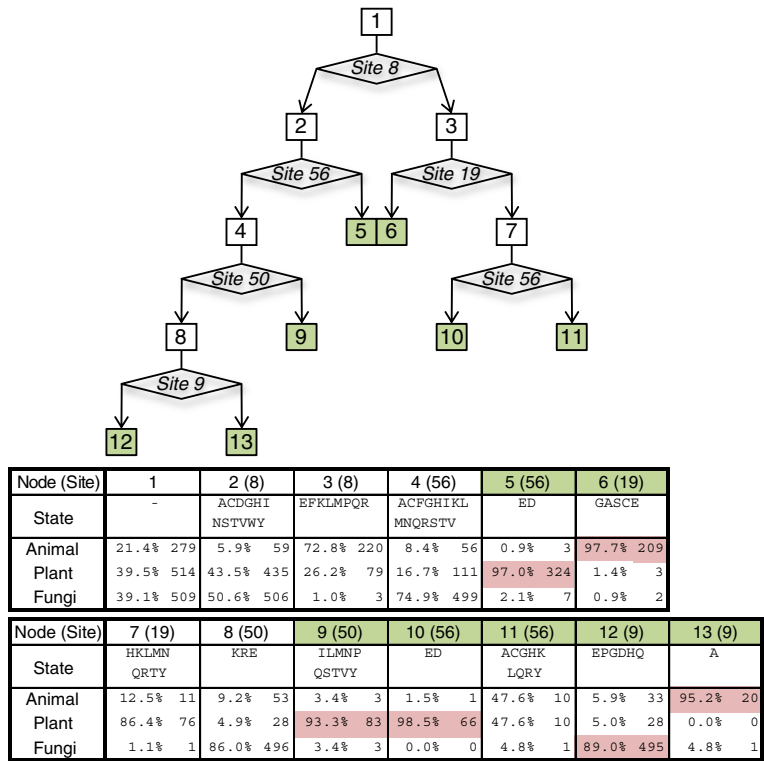 1
Site 8
2 3
Site 56 Site 19
4 5 6 7
Site 50 Site 56
8 9 10 11
Site 9
12 13
Node (Site) 1 2 (8) 3 (8) 4 (56) 5 (56) 6 (19)
State - ACDGHI EFKLMPQR ACFGHIKL ED GASCE
NSTVWY MNQRSTV
Animal 21.4% 279 5.9% 59 72.8% 220 8.4% 56 0.9% 3 97.7% 209
Plant 39.5% 514 43.5% 435 26.2% 79 16.7% 111 97.0% 324 1.4% 3
Fungi 39.1% 509 50.6% 506 1.0% 3 74.9% 499 2.1% 7 0.9% 2
Node (Site) 7 (19) 8 (50) 9 (50) 10 (56) 11 (56) 12 (9) 13 (9)
State HKLMN KRE ILMNP ED ACGHK EPGDHQ A
QRTY QSTVY LQRY
Animal 12.5% 11 9.2% 53 3.4% 3 1.5% 1 47.6% 10 5.9% 33 95.2% 20
Plant 86.4% 76 4.9% 28 93.3% 83 98.5% 66 47.6% 10 5.0% 28 0.0% 0
Fungi 1.1% 1 86.0% 496 3.4% 3 0.0% 0 4.8% 1 89.0% 495 4.8% 1